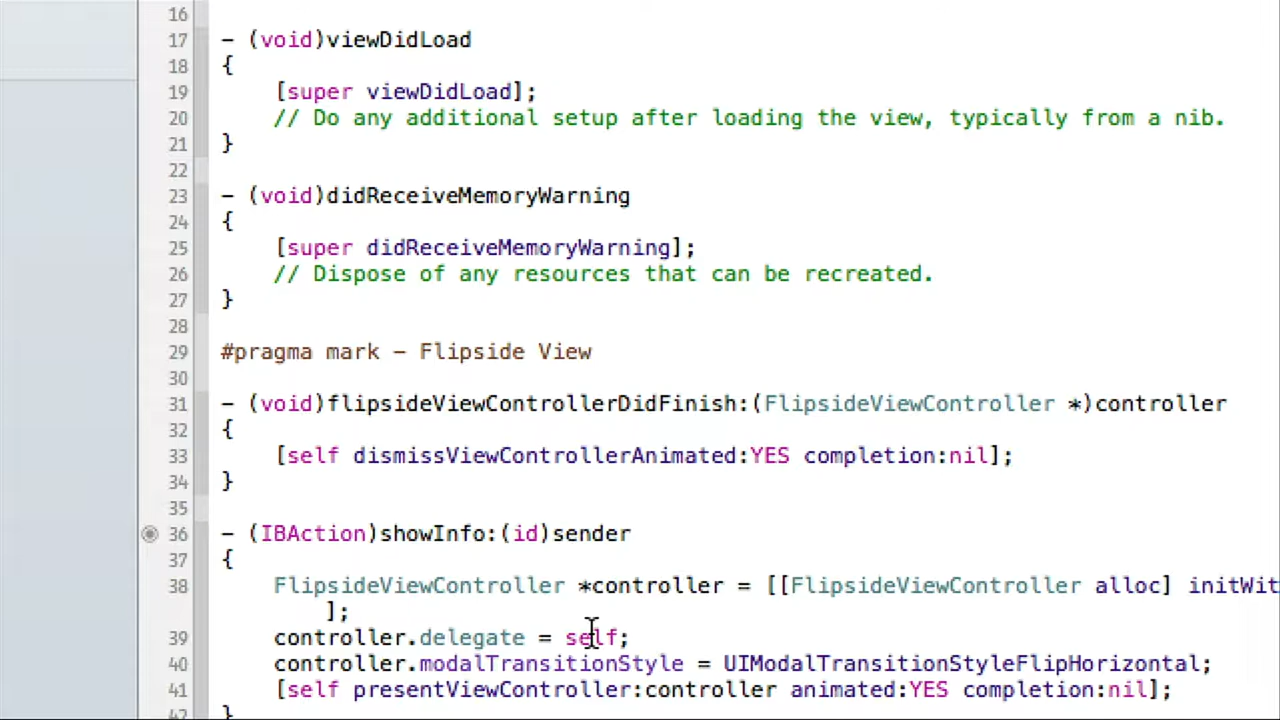 16
17 - (void)viewDidLoad
18 {
19 [super viewDidLoad];
20 // Do any additional setup after loading the view, typically from a nib.
21 }
22
23 - (void)didReceiveMemoryWarning
24 {
25 [super didReceiveMemoryWarning];
26 // Dispose of any resources that can be recreated.
27 }
28
29 #pragma mark - Flipside View
30
31 - (void)flipsideViewControllerDidFinish:(FlipsideViewController *)controller
32 {
33 [self dismissViewControllerAnimated:YES completion:nil];
34 }
35
36 - (IBAction)showInfo:(id)sender
37 {
38 FlipsideViewController *controller = [[FlipsideViewController alloc] initWit
];
39 controller.delegate = self;
40 controller.modalTransitionStyle = UIModalTransitionStyleFlipHorizontal;
41 [self presentViewController:controller animated:YES completion:nil];
42 }